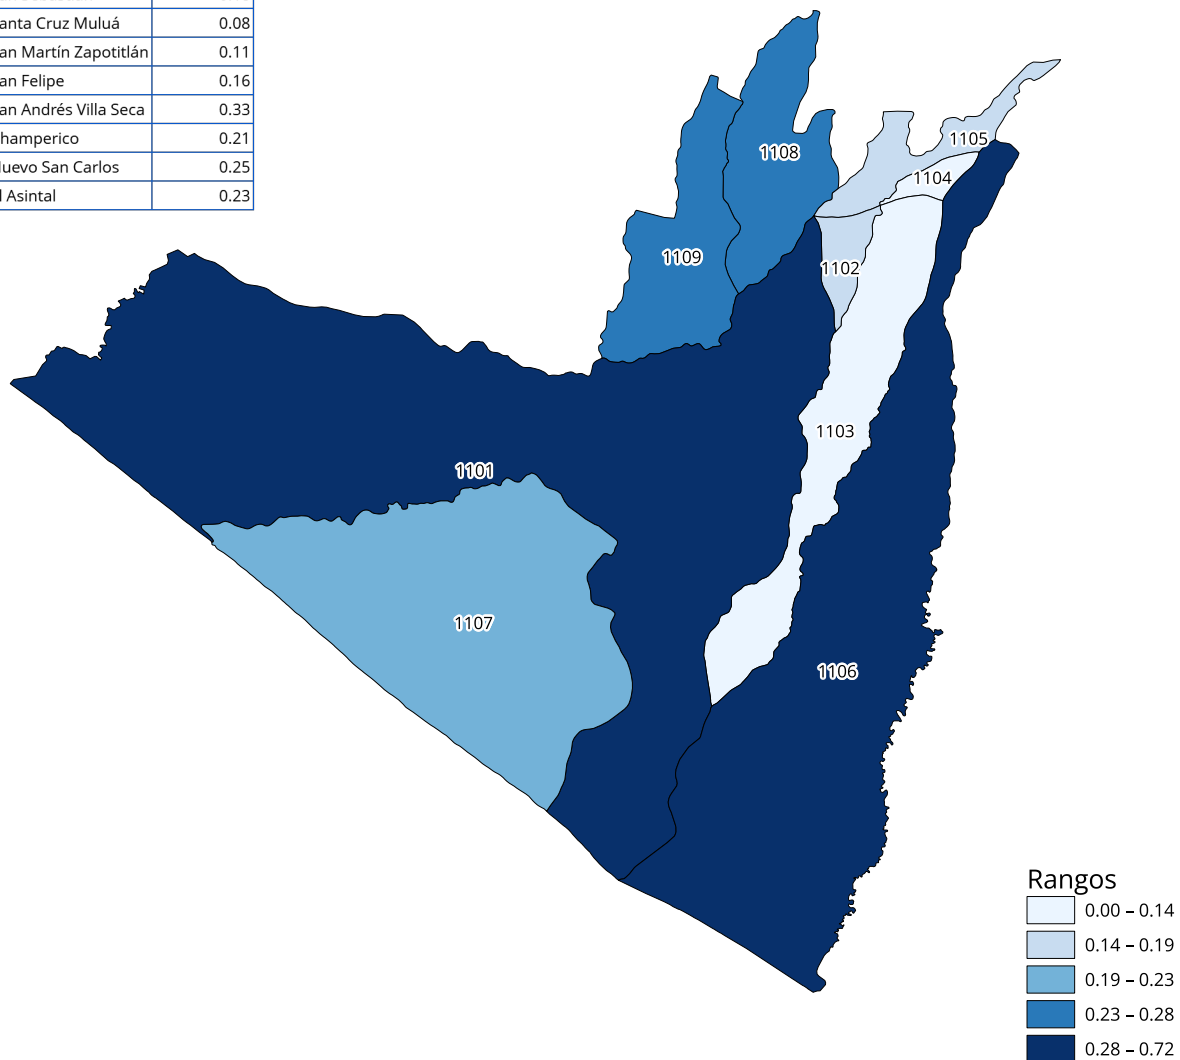 anta Cruz Muluá 0.08
an Martín Zapotitlán 0.11
an Felipe 0.16
an Andrés Villa Seca 0.33
hamperico 0.21
uevo San Carlos 0.25
l Asintal 0.23
1108
1105
1104
1109
1102
1103
1101
1107
1106
Rangos
0.00 – 0.14
0.14 – 0.19
0.19 – 0.23
0.23 – 0.28
0.28 – 0.72